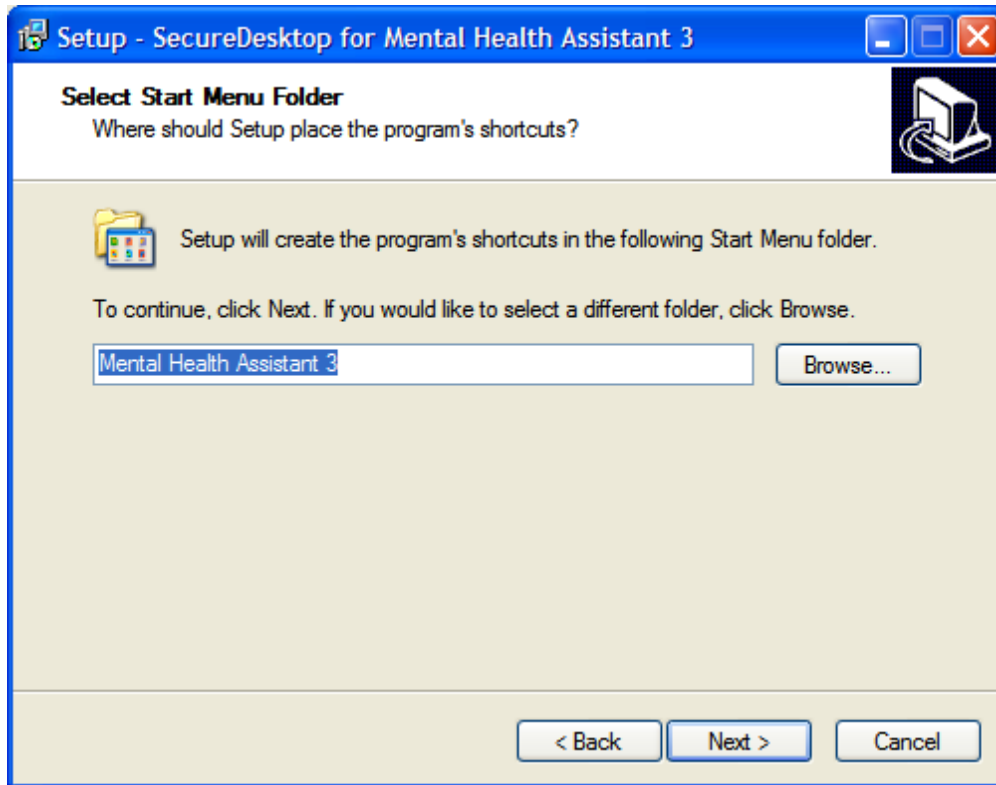 Setup - SecureDesktop for Mental Health Assistant 3
Select Start Menu Folder
Where should Setup place the program's shortcuts?
Setup will create the program's shortcuts in the following Start Menu folder.
To continue, click Next. If you would like to select a different folder, click Browse.
Mental Health Assistant 3
Browse...
< Back
Next >
Cancel